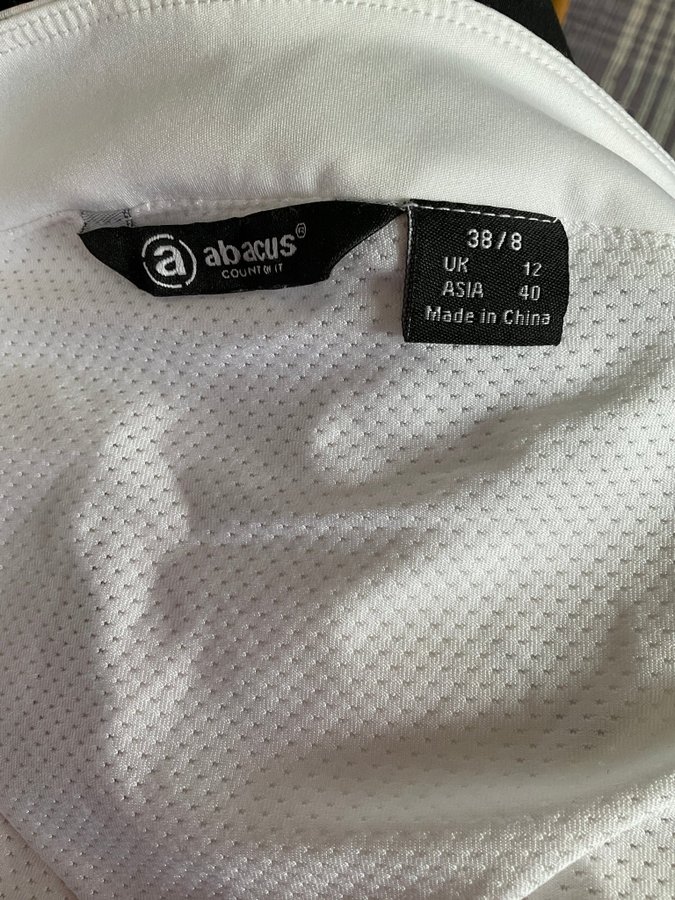 a abacus®
COUNT ON IT
38/8
UK 12
ASIA 40
Made in China